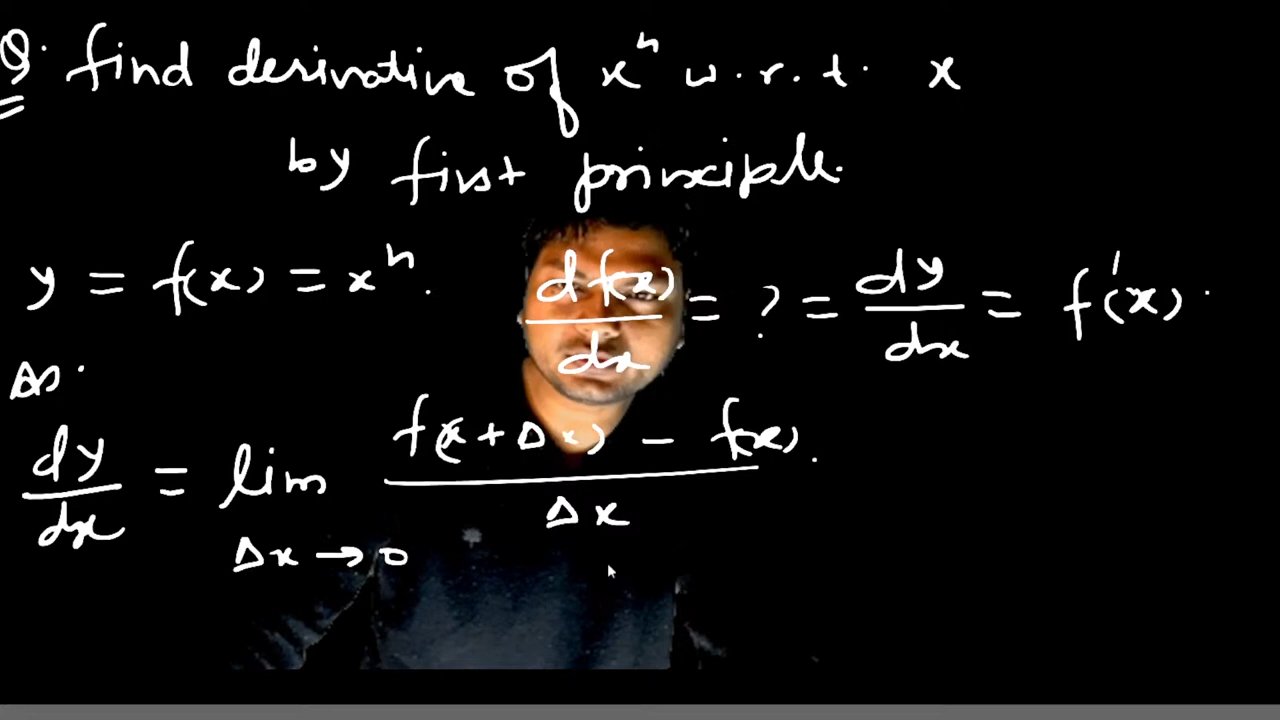 Q. find derivative of xⁿ w.r.t. x
by first principle.
y = f(x) = xⁿ. d f(x)/dx = ? = dy/dx = f'(x).
As.
dy/dx = lim Δx→0 f(x+Δx) - f(x) / Δx.